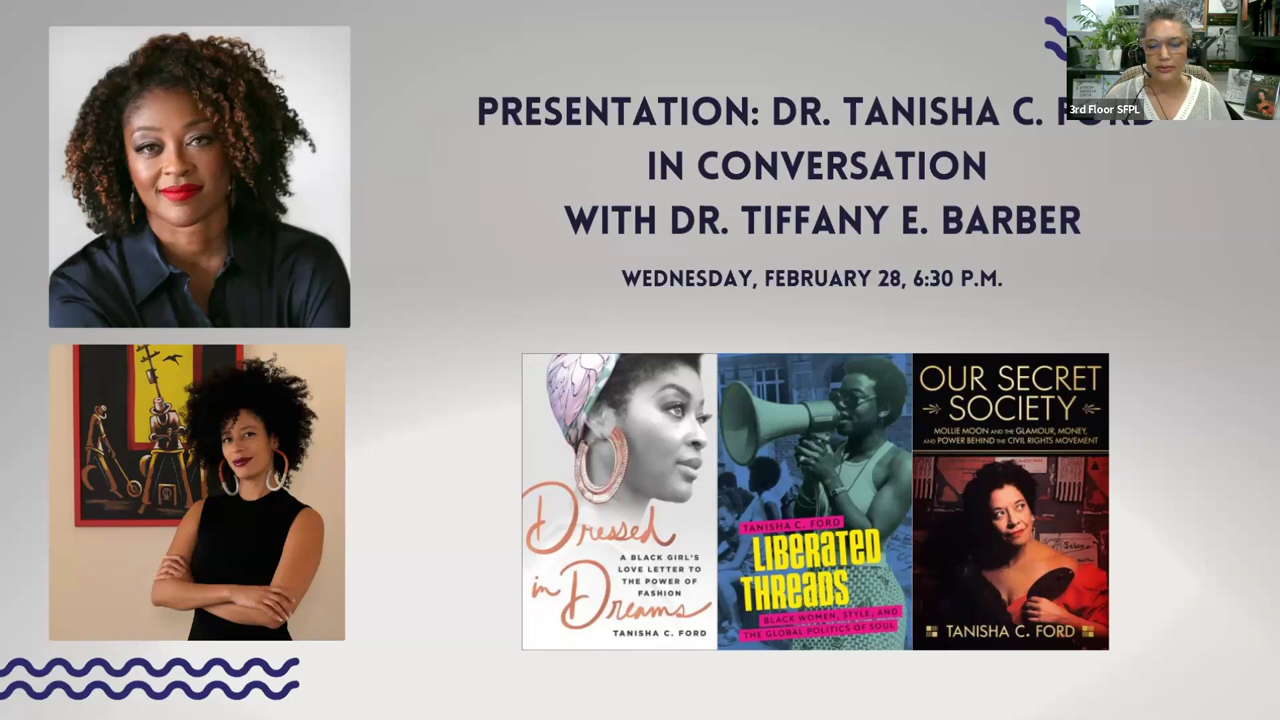 PRESENTATION: DR. TANISHA C. FORD
IN CONVERSATION
WITH DR. TIFFANY E. BARBER
WEDNESDAY, FEBRUARY 28, 6:30 P.M.
3rd Floor SFPL
Dressed
in Dreams
A BLACK GIRL'S
LOVE LETTER TO
THE POWER OF
FASHION
TANISHA C. FORD
TANISHA C. FORD
LIBERATED
THREADS
BLACK WOMEN, STYLE, AND
THE GLOBAL POLITICS OF SOUL
OUR SECRET
SOCIETY
MOLLIE MOON AND THE GLAMOUR, MONEY,
AND POWER BEHIND THE CIVIL RIGHTS MOVEMENT
TANISHA C. FORD